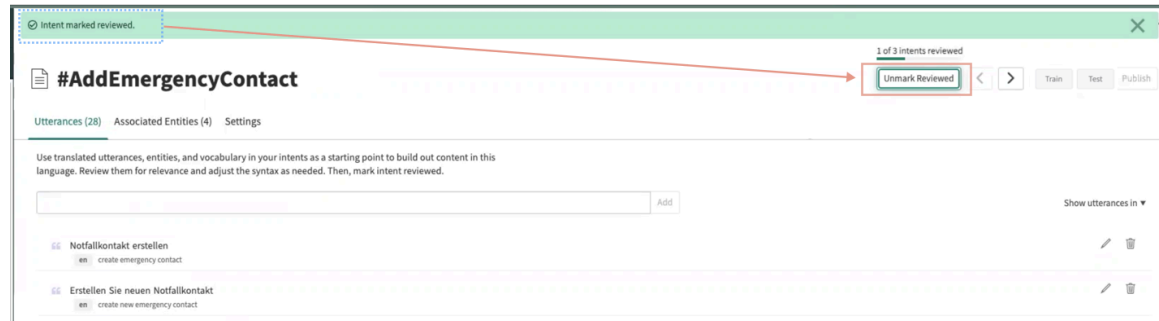 Intent marked reviewed.
1 of 3 intents reviewed
#AddEmergencyContact
Unmark Reviewed
Train
Test
Publish
Utterances (28)
Associated Entities (4)
Settings
Use translated utterances, entities, and vocabulary in your intents as a starting point to build out content in this
language. Review them for relevance and adjust the syntax as needed. Then, mark intent reviewed.
Add
Show utterances in ▼
Notfallkontakt erstellen
en create emergency contact
Erstellen Sie neuen Notfallkontakt
en create new emergency contact